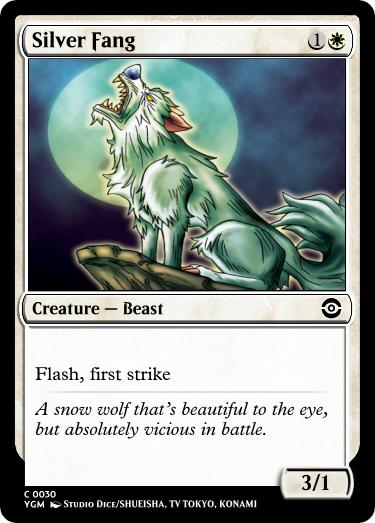 Silver Fang 1
Creature — Beast
Flash, first strike
A snow wolf that's beautiful to the eye,
but absolutely vicious in battle.
3/1
C 0030
YGM Studio Dice/SHUEISHA, TV TOKYO, KONAMI